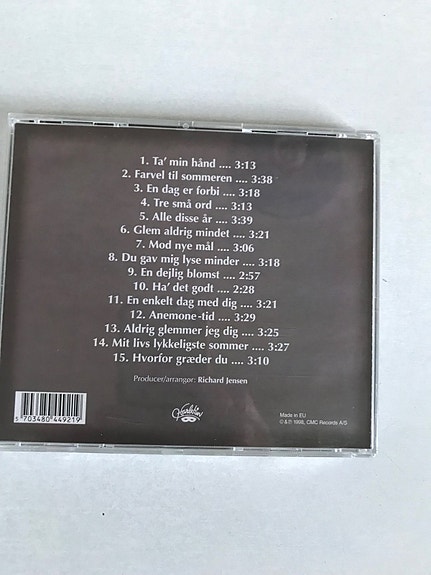 1. Ta' min hånd .... 3:13
2. Farvel til sommeren .... 3:38
3. En dag er forbi .... 3:18
4. Tre små ord .... 3:13
5. Alle disse år .... 3:39
6. Glem aldrig mindet .... 3:21
7. Mod nye mål .... 3:06
8. Du gav mig lyse minder .... 3:18
9. En dejlig blomst .... 2:57
10. Ha' det godt .... 2:28
11. En enkelt dag med dig .... 3:21
12. Anemone-tid .... 3:29
13. Aldrig glemmer jeg dig .... 3:25
14. Mit livs lykkeligste sommer .... 3:27
15. Hvorfor græder du .... 3:10
Producer/arrangør: Richard Jensen
5 703480 449219
Harlekin
Made in EU
© & ℗ 1998, CMC Records A/S